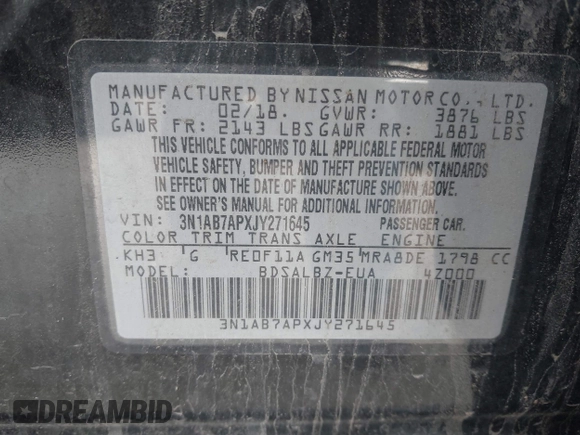 MANUFACTURED BY NISSAN MOTOR CO., LTD.
DATE: 02/18. GVWR: 3876 LBS
GAWR FR: 2143 LBS GAWR RR: 1881 LBS
THIS VEHICLE CONFORMS TO ALL APPLICABLE FEDERAL MOTOR
VEHICLE SAFETY, BUMPER AND THEFT PREVENTION STANDARDS
IN EFFECT ON THE DATE OF MANUFACTURE SHOWN ABOVE.
SEE OWNER'S MANUAL FOR ADDITIONAL INFORMATION.
VIN: 3N1AB7APXJY271645 PASSENGER CAR.
COLOR TRIM TRANS AXLE ENGINE
KH3 G RE0F11A GM35 MRA8DE 1798 CC
MODEL: BDSALBZ-EUA 4Z000
3N1AB7APXJY271645
DREAMBID